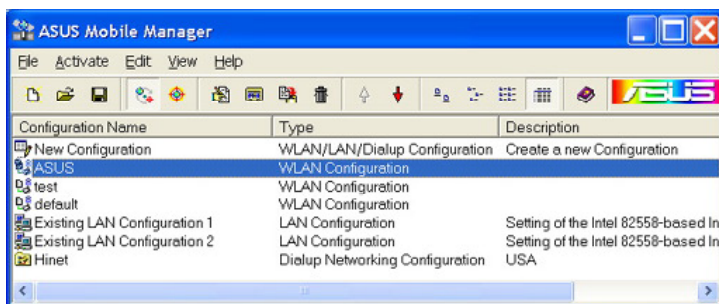 ASUS Mobile Manager
File Activate Edit View Help
ASUS
Configuration Name Type Description
New Configuration WLAN/LAN/Dialup Configuration Create a new Configuration
ASUS WLAN Configuration
test WLAN Configuration
default WLAN Configuration
Existing LAN Configuration 1 LAN Configuration Setting of the Intel 82558-based In
Existing LAN Configuration 2 LAN Configuration Setting of the Intel 82558-based In
Hinet Dialup Networking Configuration USA